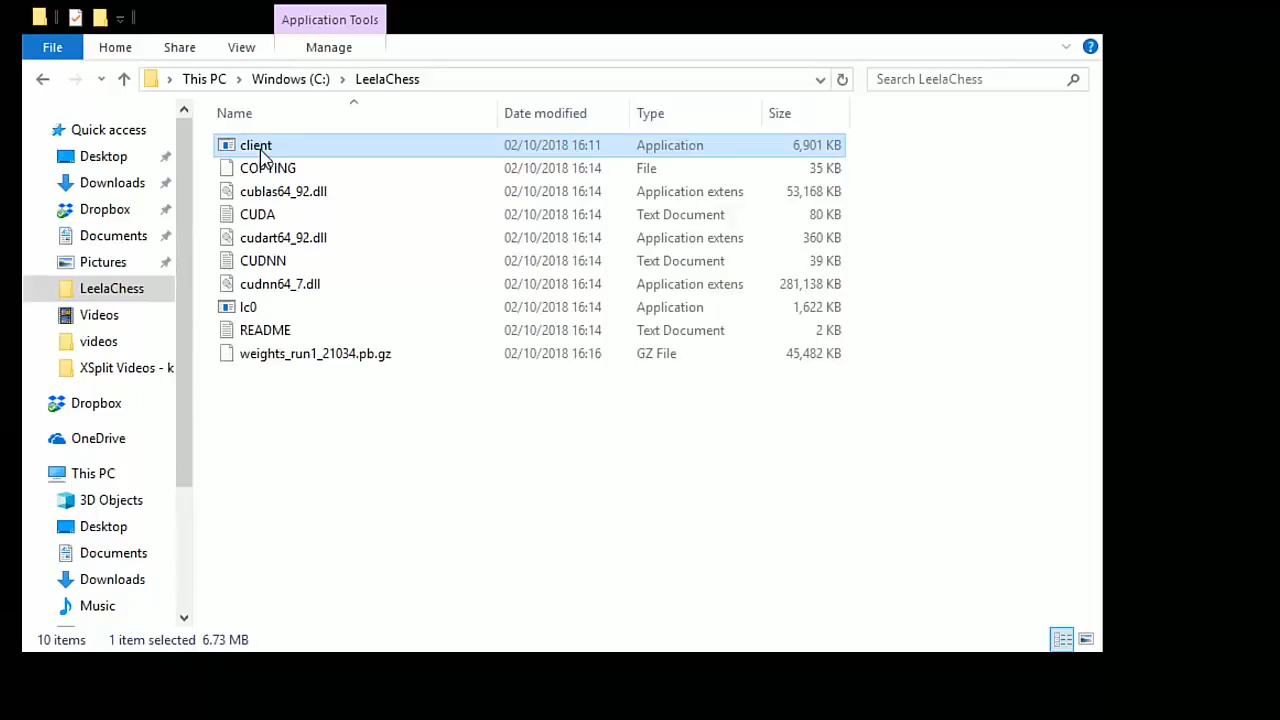 Application Tools
File Home Share View Manage
This PC Windows (C:) LeelaChess Search LeelaChess
Name Date modified Type Size
Quick access
Desktop
Downloads
Dropbox
Documents
Pictures
LeelaChess
Videos
videos
XSplit Videos - k
Dropbox
OneDrive
This PC
3D Objects
Desktop
Documents
Downloads
Music
client 02/10/2018 16:11 Application 6,901 KB
COPYING 02/10/2018 16:14 File 35 KB
cublas64_92.dll 02/10/2018 16:14 Application extens 53,168 KB
CUDA 02/10/2018 16:14 Text Document 80 KB
cudart64_92.dll 02/10/2018 16:14 Application extens 360 KB
CUDNN 02/10/2018 16:14 Text Document 39 KB
cudnn64_7.dll 02/10/2018 16:14 Application extens 281,138 KB
lc0 02/10/2018 16:14 Application 1,622 KB
README 02/10/2018 16:14 Text Document 2 KB
weights_run1_21034.pb.gz 02/10/2018 16:16 GZ File 45,482 KB
10 items 1 item selected 6.73 MB